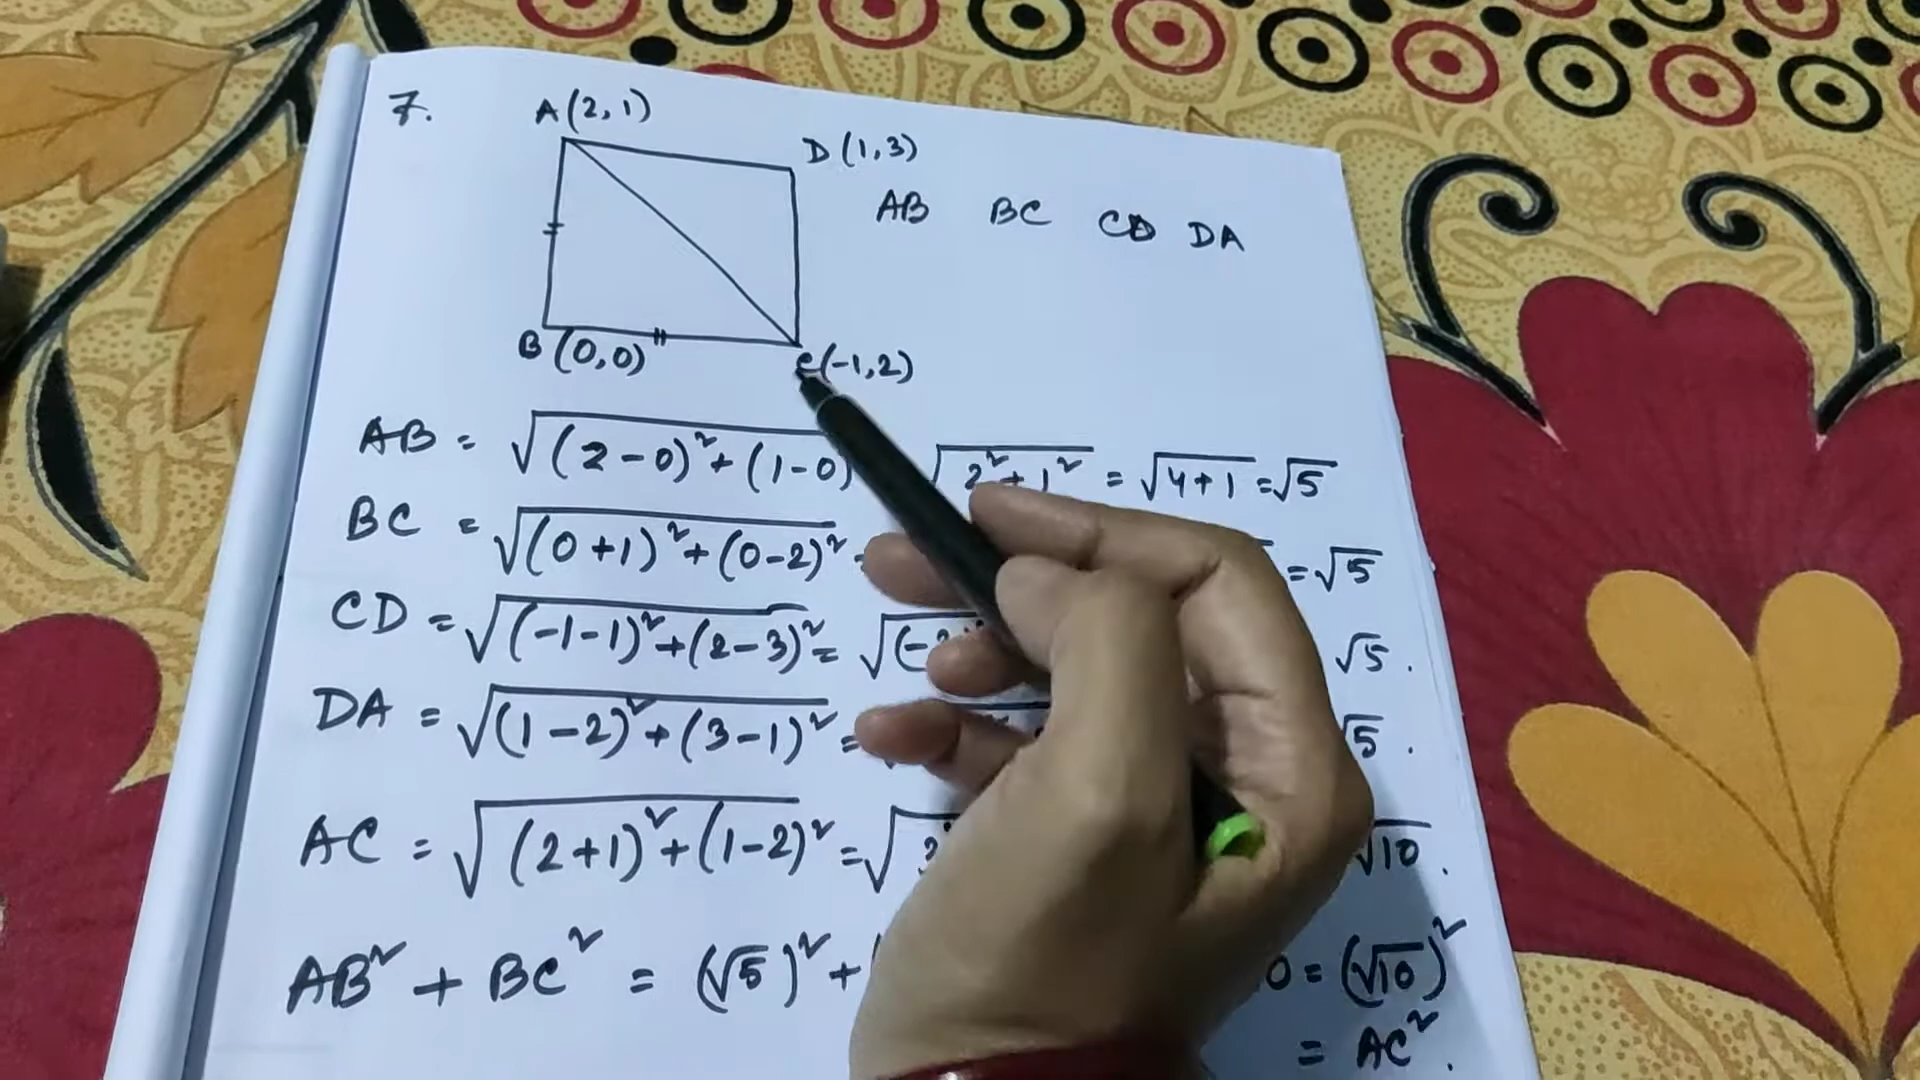 7.
A(2,1)
D(1,3)
AB BC CD DA
B(0,0)
C(-1,2)
AB = √(2-0)²+(1-0) √2²+1² = √4+1 = √5
BC = √(0+1)²+(0-2)² = √5
CD = √(-1-1)²+(2-3)² = √(-2 √5.
DA = √(1-2)²+(3-1)² = √5.
AC = √(2+1)²+(1-2)² = √3 √10.
AB² + BC² = (√5)² + 0 = (√10)²
= AC².